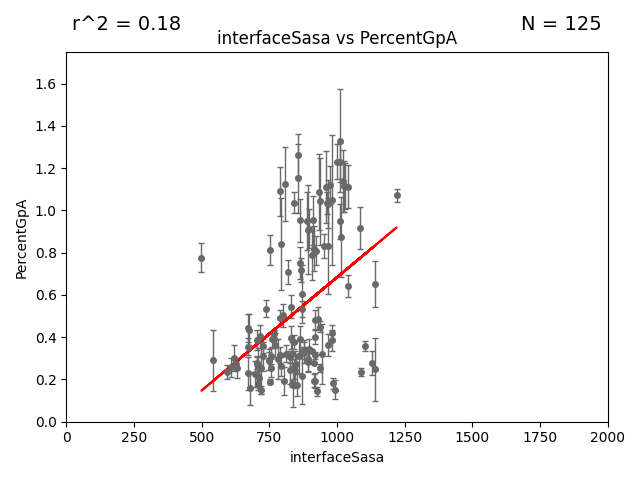 r^2 = 0.18
N = 125
interfaceSasa vs PercentGpA
PercentGpA
1.6
1.4
1.2
1.0
0.8
0.6
0.4
0.2
0.0
0 250 500 750 1000 1250 1500 1750 2000
interfaceSasa